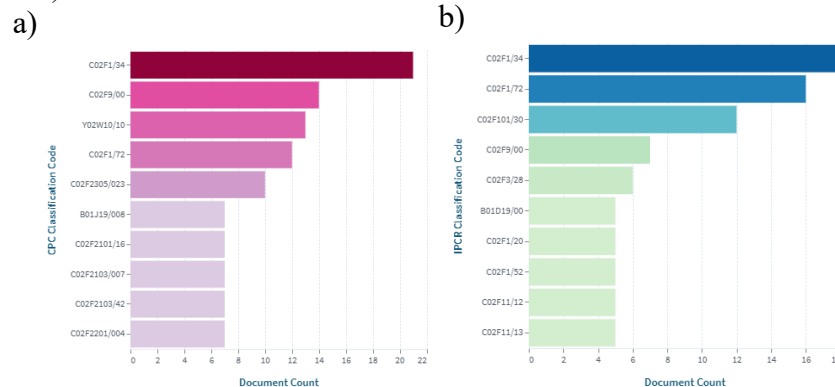 a)
CPC Classification Code
C02F1/34
C02F9/00
Y02W10/10
C02F1/72
C02F2305/023
B01J19/008
C02F2101/16
C02F2103/007
C02F2103/42
C02F2201/004
0 2 4 6 8 10 12 14 16 18 20 22
Document Count
b)
IPCR Classification Code
C02F1/34
C02F1/72
C02F101/30
C02F9/00
C02F3/28
B01D19/00
C02F1/20
C02F1/52
C02F11/12
C02F11/13
0 2 4 6 8 10 12 14 16
Document Count